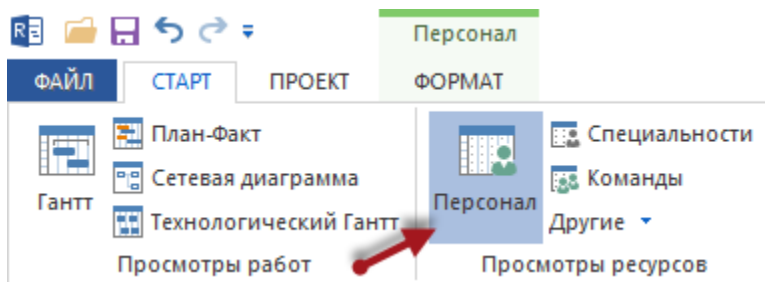 Персонал
ФАЙЛ СТАРТ ПРОЕКТ ФОРМАТ
Гантт
План-Факт
Сетевая диаграмма
Технологический Гантт
Просмотры работ
Персонал
Специальности
Команды
Другие
Просмотры ресурсов